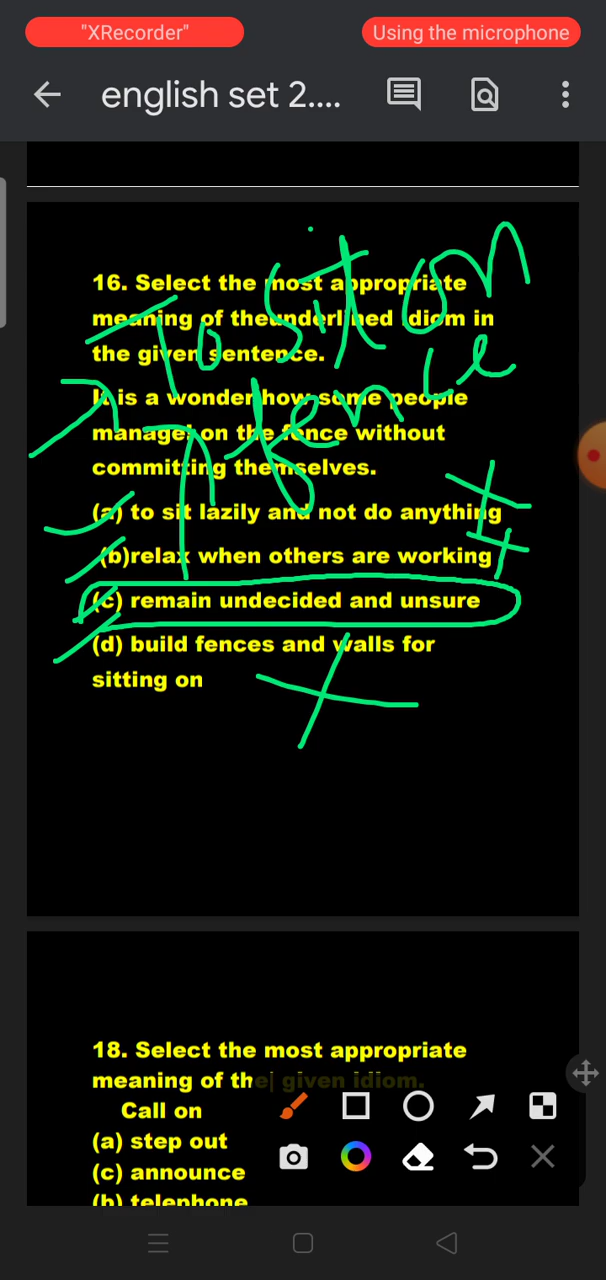 "XRecorder"
Using the microphone
english set 2....
16. Select the most appropriate
meaning of theunderlined idiom in
the given sentence.
It is a wonder how some people
manage on the fence without
committing themselves.
(a) to sit lazily and not do anything
(b)relax when others are working
(c) remain undecided and unsure
(d) build fences and walls for
sitting on
To sit on
fence
18. Select the most appropriate
meaning of the given idiom.
Call on
(a) step out
(c) announce
(b) telephone